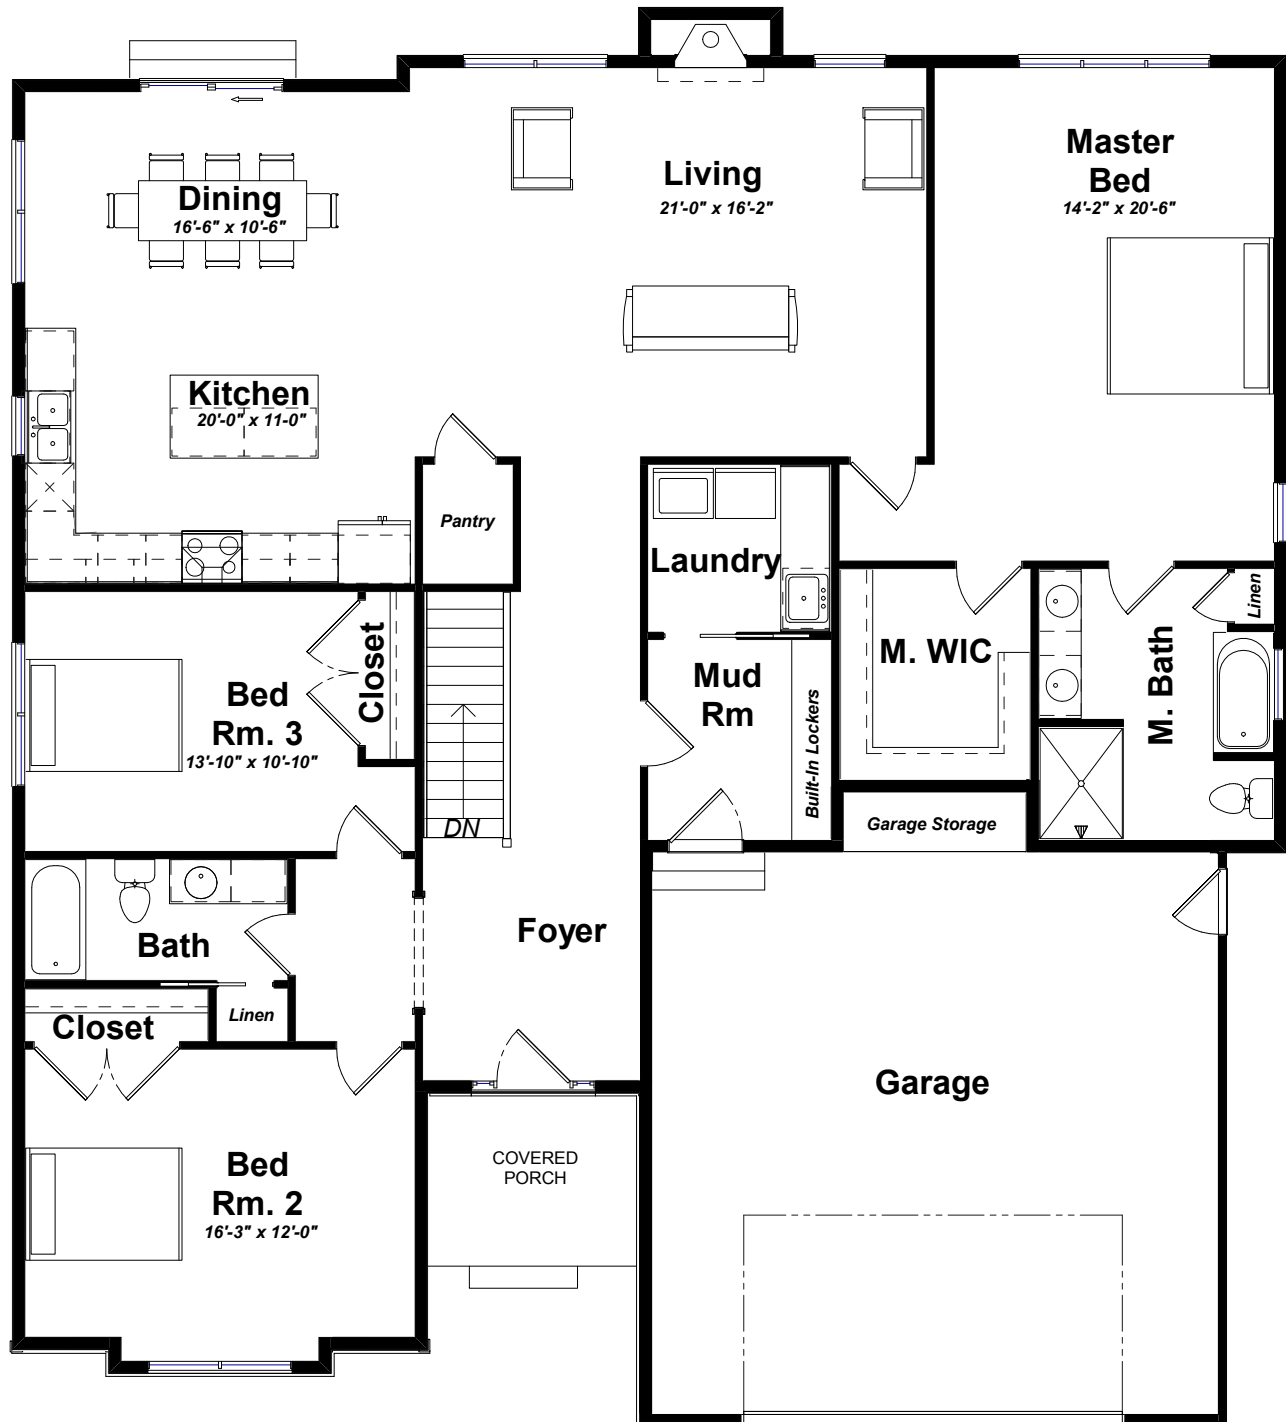 Master
Bed
14'-2" x 20'-6"
Living
21'-0" x 16'-2"
Dining
16'-6" x 10'-6"
Kitchen
20'-0" x 11'-0"
Pantry
Laundry
Linen
M. WIC
M. Bath
Mud
Rm
Built-In Lockers
Closet
Bed
Rm. 3
13'-10" x 10'-10"
DN
Garage Storage
Foyer
Bath
Linen
Closet
Garage
Bed
Rm. 2
16'-3" x 12'-0"
COVERED
PORCH